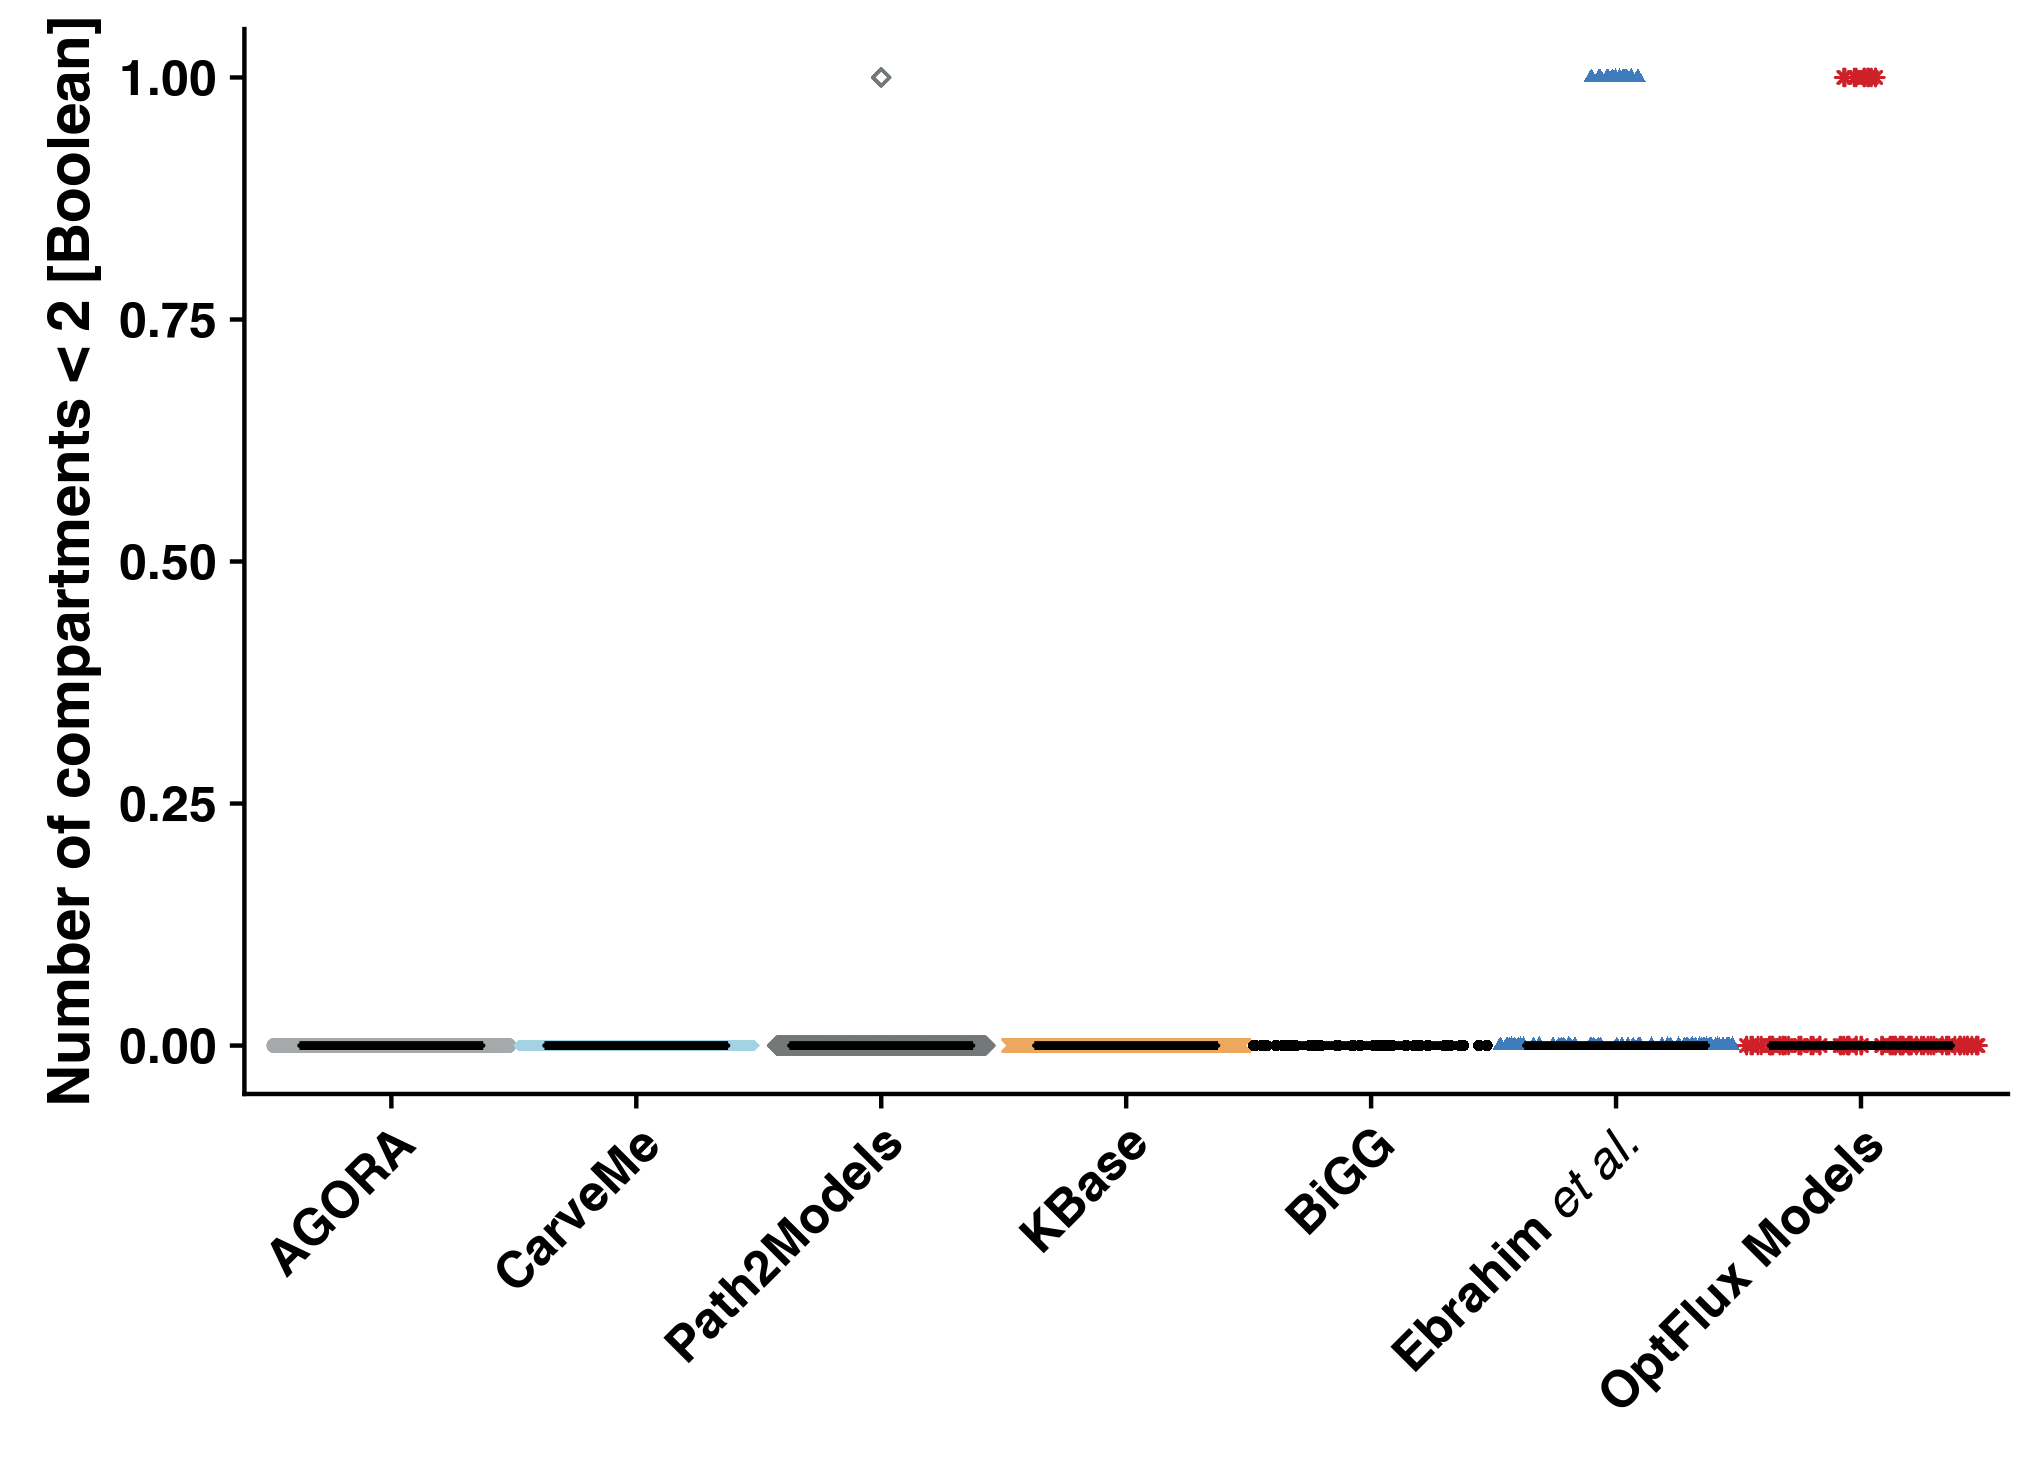 Number of compartments < 2 [Boolean]
1.00
0.75
0.50
0.25
0.00
AGORA
CarveMe
Path2Models
KBase
BiGG
Ebrahim et al.
OptFlux Models